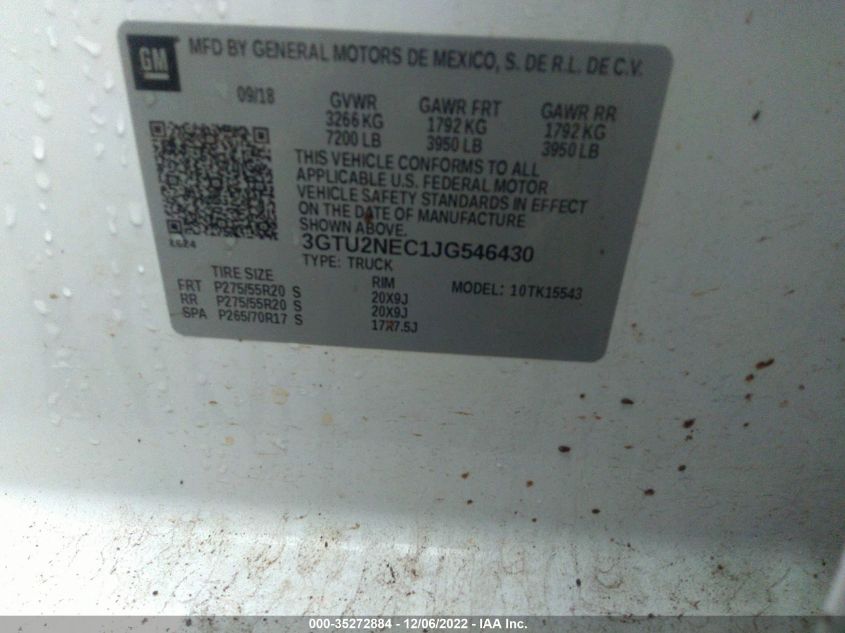 GM
MFD BY GENERAL MOTORS DE MEXICO, S. DE R.L. DE C.V.
09/18 GVWR GAWR FRT GAWR RR
3266 KG 1792 KG 1792 KG
7200 LB 3950 LB 3950 LB
THIS VEHICLE CONFORMS TO ALL
APPLICABLE U.S. FEDERAL MOTOR
VEHICLE SAFETY STANDARDS IN EFFECT
ON THE DATE OF MANUFACTURE
SHOWN ABOVE.
3GTU2NEC1JG546430
TYPE: TRUCK
TIRE SIZE RIM MODEL: 10TK15543
FRT P275/55R20 S 20X9J
RR P275/55R20 S 20X9J
SPA P265/70R17 S 17X7.5J
000-35272884 - 12/06/2022 - IAA Inc.